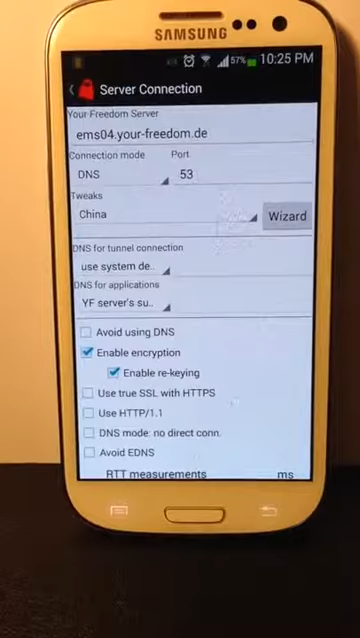 SAMSUNG
57% 10:25 PM
Server Connection
Your Freedom Server
ems04.your-freedom.de
Connection mode Port
DNS 53
Tweaks
China Wizard
DNS for tunnel connection
use system de..
DNS for applications
YF server's su..
Avoid using DNS
Enable encryption
Enable re-keying
Use true SSL with HTTPS
Use HTTP/1.1
DNS mode: no direct conn.
Avoid EDNS
RTT measurements ms